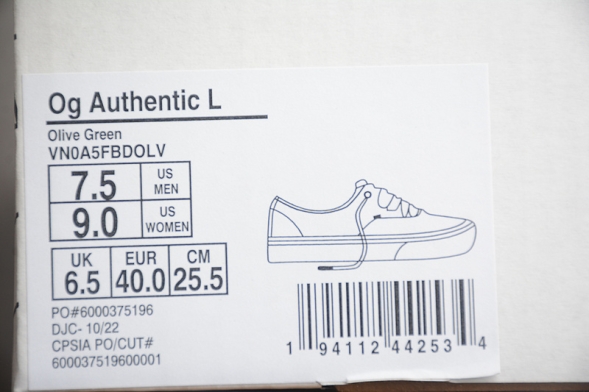 Og Authentic L
Olive Green
VN0A5FBDOLV
7.5 US MEN
9.0 US WOMEN
UK EUR CM
6.5 40.0 25.5
PO#6000375196
DJC- 10/22
CPSIA PO/CUT#
600037519600001
1 94112 44253 4